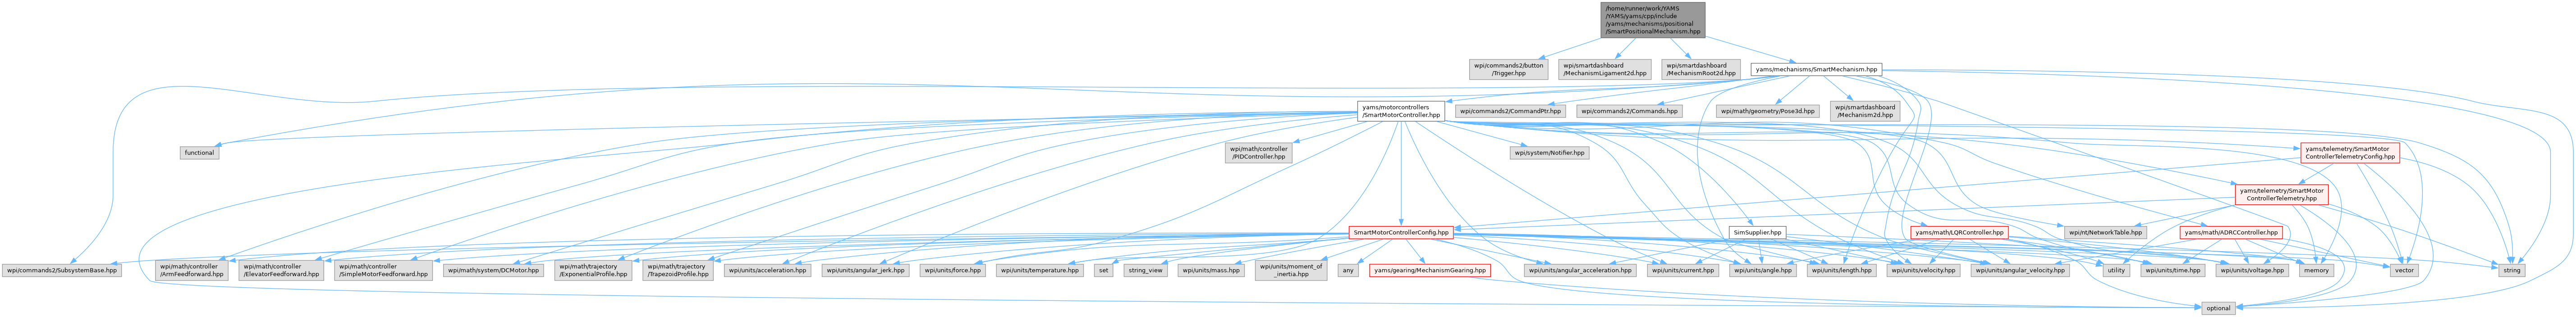 /home/runner/work/YAMS
/YAMS/yams/cpp/include
/yams/mechanisms/positional
/SmartPositionalMechanism.hpp
wpi/commands2/button
/Trigger.hpp
wpi/smartdashboard
/MechanismLigament2d.hpp
wpi/smartdashboard
/MechanismRoot2d.hpp
yams/mechanisms/SmartMechanism.hpp
yams/motorcontrollers
/SmartMotorController.hpp
wpi/commands2/CommandPtr.hpp
wpi/commands2/Commands.hpp
wpi/math/geometry/Pose3d.hpp
wpi/smartdashboard
/Mechanism2d.hpp
functional
wpi/math/controller
/PIDController.hpp
wpi/system/Notifier.hpp
yams/telemetry/SmartMotor
ControllerTelemetryConfig.hpp
yams/telemetry/SmartMotor
ControllerTelemetry.hpp
SmartMotorControllerConfig.hpp
SimSupplier.hpp
yams/math/LQRController.hpp
wpi/nt/NetworkTable.hpp
yams/math/ADRCController.hpp
wpi/commands2/SubsystemBase.hpp
wpi/math/controller
/ArmFeedforward.hpp
wpi/math/controller
/ElevatorFeedforward.hpp
wpi/math/controller
/SimpleMotorFeedforward.hpp
wpi/math/system/DCMotor.hpp
wpi/math/trajectory
/ExponentialProfile.hpp
wpi/math/trajectory
/TrapezoidProfile.hpp
wpi/units/acceleration.hpp
wpi/units/angular_jerk.hpp
wpi/units/force.hpp
wpi/units/temperature.hpp
set
string_view
wpi/units/mass.hpp
wpi/units/moment_of
_inertia.hpp
any
yams/gearing/MechanismGearing.hpp
wpi/units/angular_acceleration.hpp
wpi/units/current.hpp
wpi/units/angle.hpp
wpi/units/length.hpp
wpi/units/velocity.hpp
wpi/units/angular_velocity.hpp
utility
wpi/units/time.hpp
wpi/units/voltage.hpp
memory
vector
string
optional